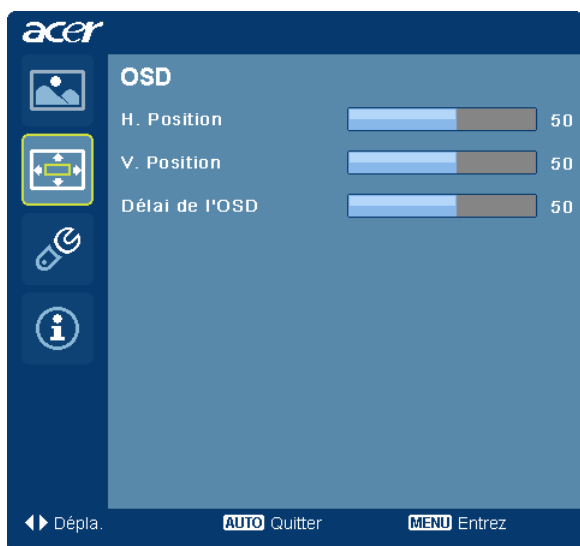 acer
OSD
H. Position 50
V. Position 50
Délai de l'OSD 50
Dépla. AUTO Quitter MENU Entrez